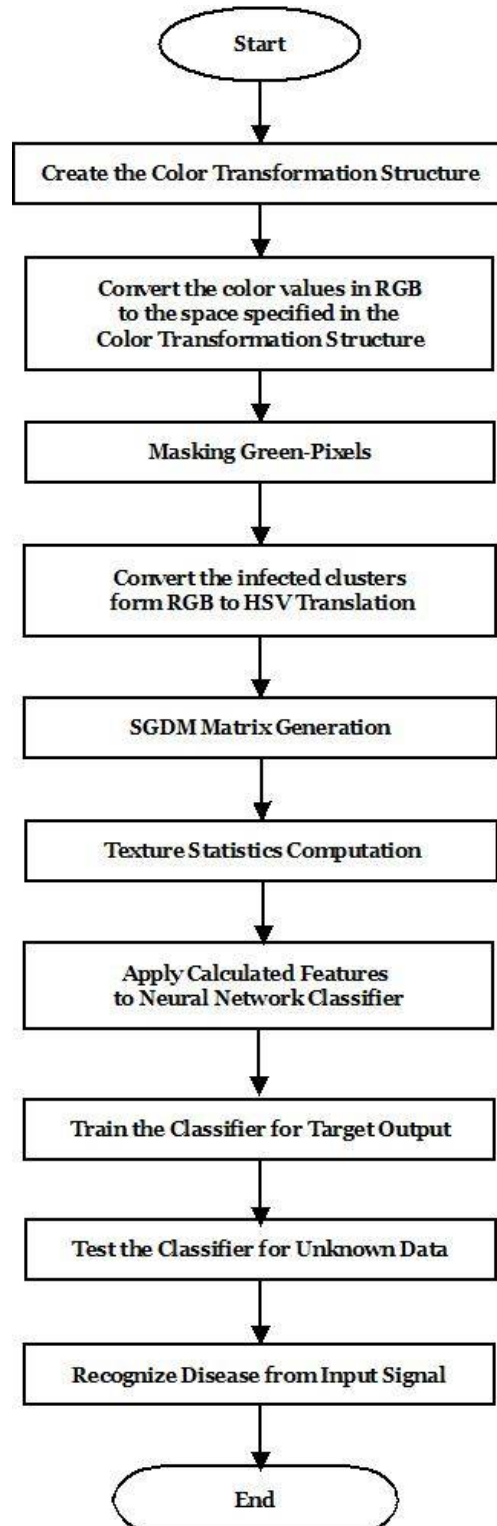 Start
Create the Color Transformation Structure
Convert the color values in RGB
to the space specified in the
Color Transformation Structure
Masking Green-Pixels
Convert the infected clusters
form RGB to HSV Translation
SGDM Matrix Generation
Texture Statistics Computation
Apply Calculated Features
to Neural Network Classifier
Train the Classifier for Target Output
Test the Classifier for Unknown Data
Recognize Disease from Input Signal
End